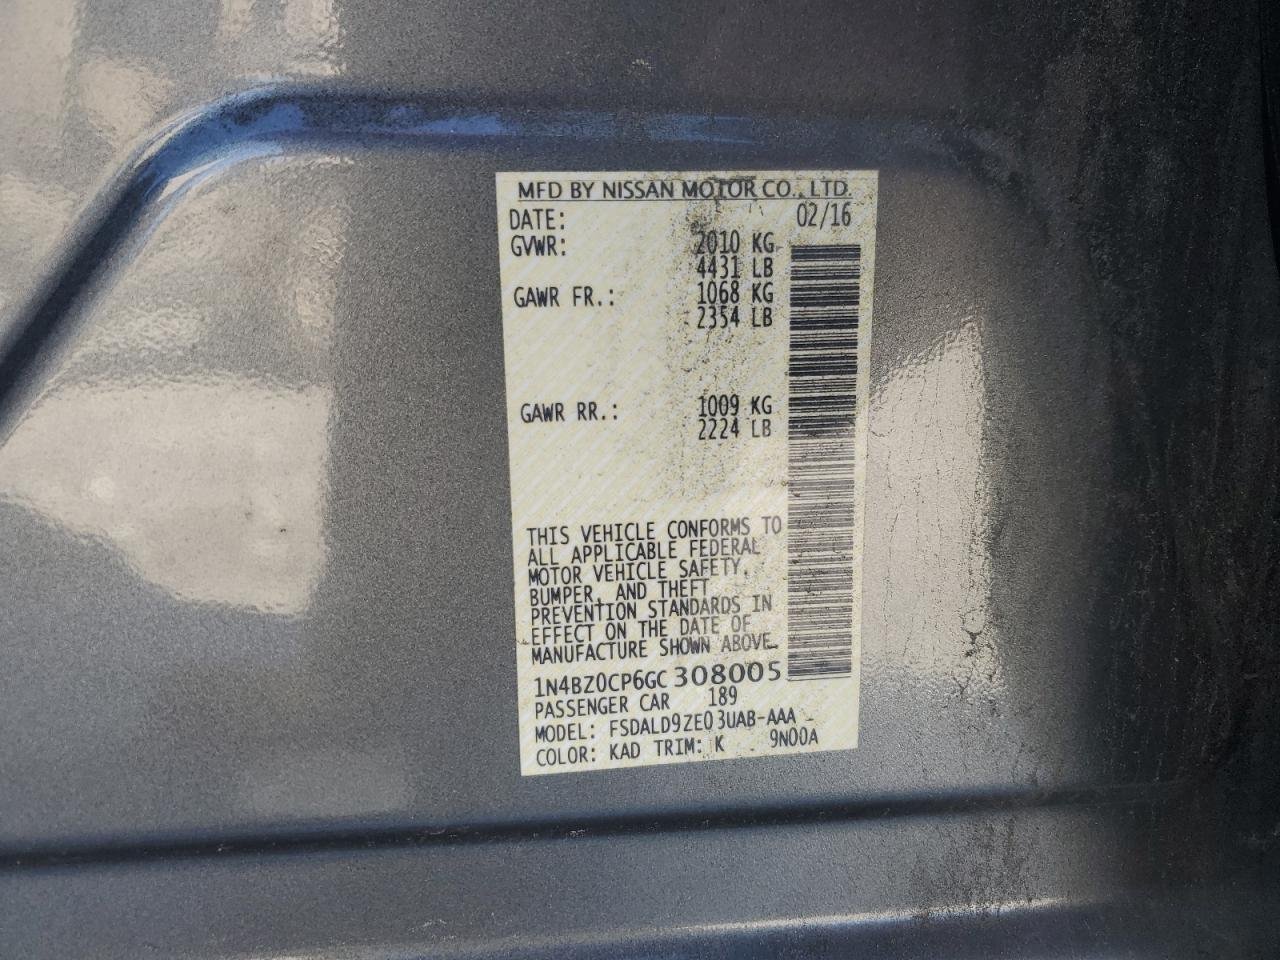 MFD BY NISSAN MOTOR CO., LTD.
DATE: 02/16
GVWR: 2010 KG
4431 LB
GAWR FR.: 1068 KG
2354 LB
GAWR RR.: 1009 KG
2224 LB
THIS VEHICLE CONFORMS TO
ALL APPLICABLE FEDERAL
MOTOR VEHICLE SAFETY,
BUMPER, AND THEFT
PREVENTION STANDARDS IN
EFFECT ON THE DATE OF
MANUFACTURE SHOWN ABOVE
1N4BZ0CP6GC308005
PASSENGER CAR 189
MODEL: FSDALD9ZE03UAB-AAA
COLOR: KAD TRIM: K 9N00A